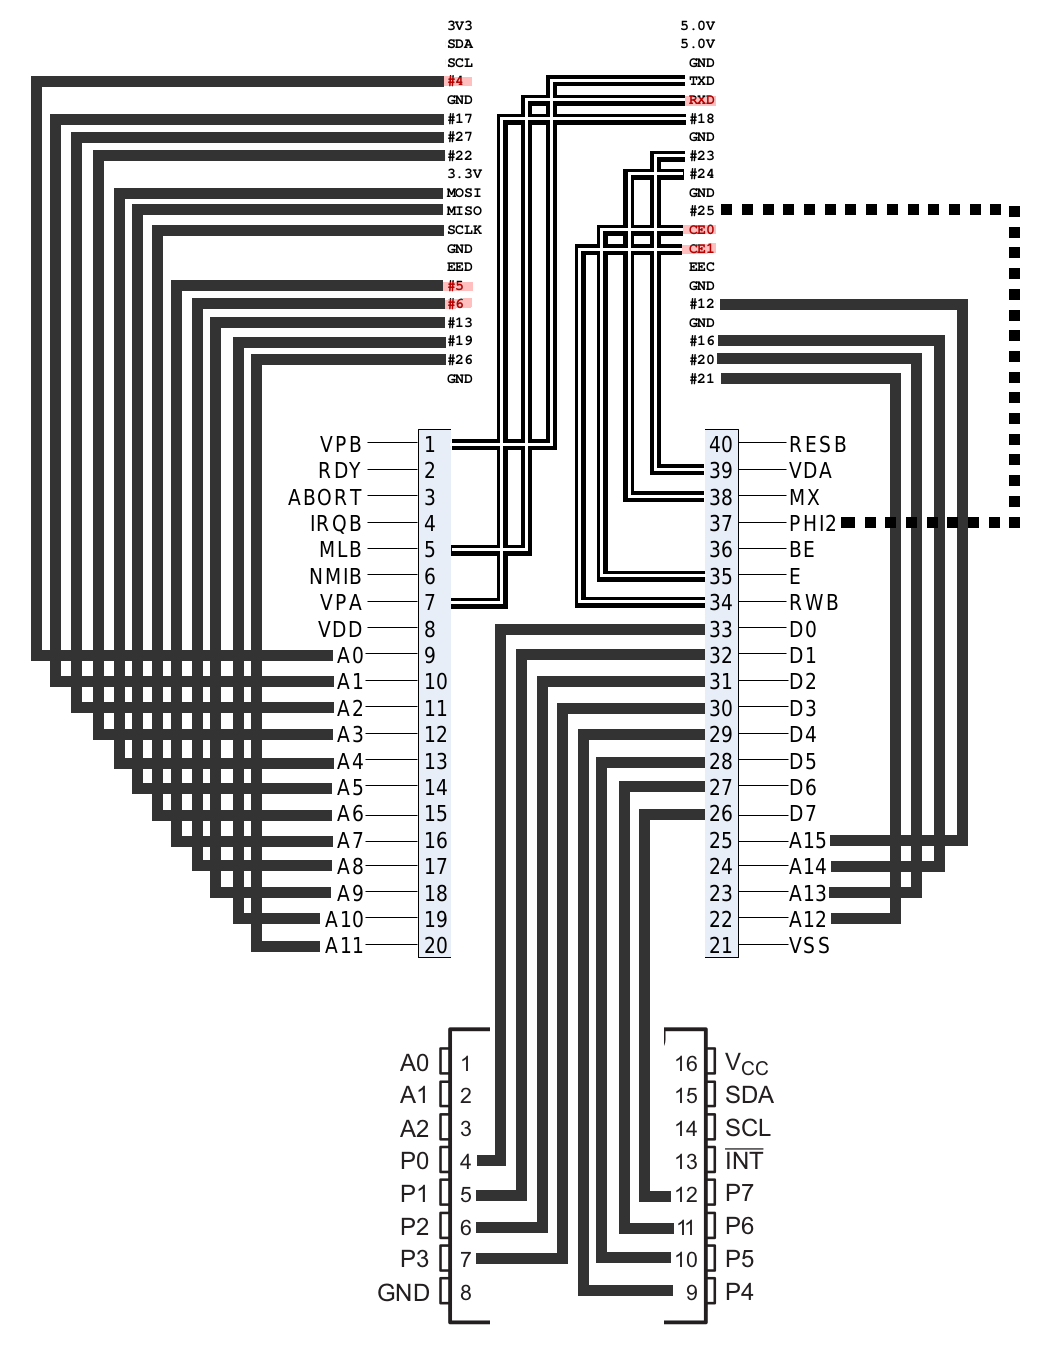 3V3 5.0V
SDA 5.0V
SCL GND
#4 TXD
GND RXD
#17 #18
#27 GND
#22 #23
3.3V #24
MOSI GND
MISO #25
SCLK CE0
GND CE1
EED EEC
#5 GND
#6 #12
#13 GND
#19 #16
#26 #20
GND #21
VPB 1 40 RESB
RDY 2 39 VDA
ABORT 3 38 MX
IRQB 4 37 PHI2
MLB 5 36 BE
NMIB 6 35 E
VPA 7 34 RWB
VDD 8 33 D0
A0 9 32 D1
A1 10 31 D2
A2 11 30 D3
A3 12 29 D4
A4 13 28 D5
A5 14 27 D6
A6 15 26 D7
A7 16 25 A15
A8 17 24 A14
A9 18 23 A13
A10 19 22 A12
A11 20 21 VSS
A0 1 16 VCC
A1 2 15 SDA
A2 3 14 SCL
P0 4 13 INT
P1 5 12 P7
P2 6 11 P6
P3 7 10 P5
GND 8 9 P4